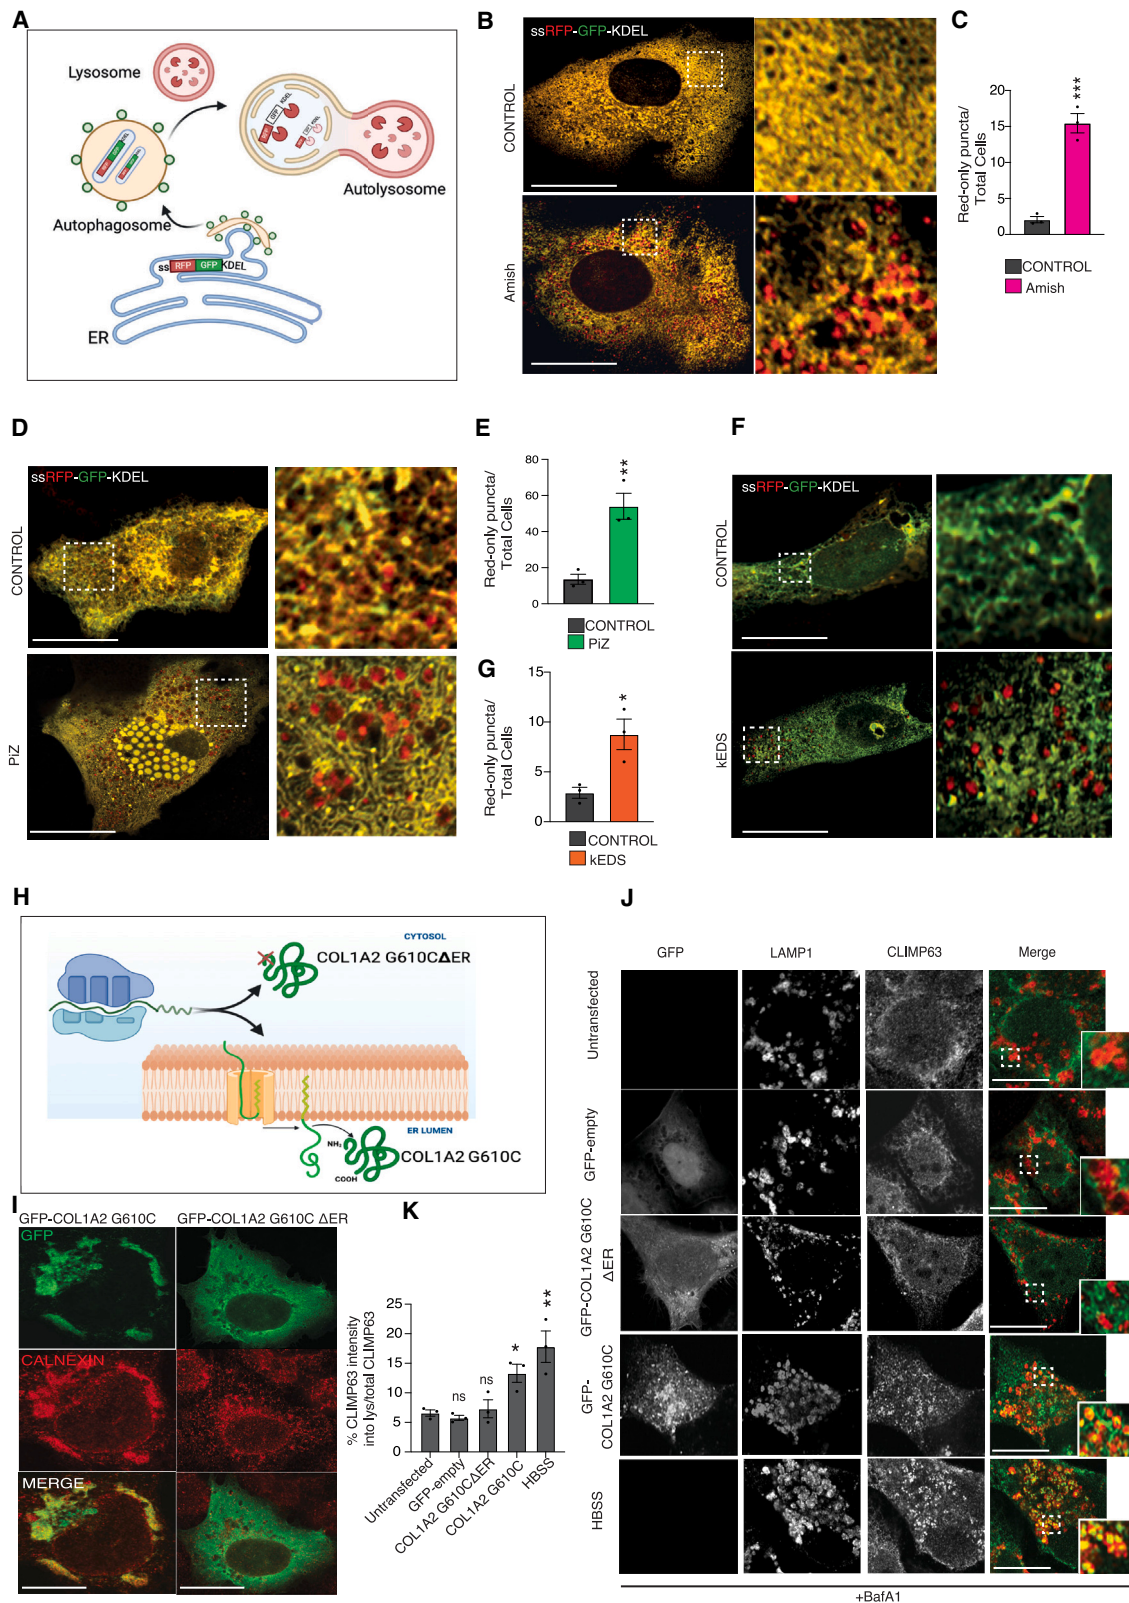 A
Lysosome
Autolysosome
Autophagosome
KDEL
GFP
ss RFP GFP KDEL
ER
B
ssRFP-GFP-KDEL
CONTROL
Amish
C
Red-only puncta/
Total Cells
20
15
10
5
0
***
CONTROL
Amish
D
ssRFP-GFP-KDEL
CONTROL
PiZ
E
Red-only puncta/
Total Cells
80
60
40
20
0
**
CONTROL
PiZ
F
ssRFP-GFP-KDEL
CONTROL
kEDS
G
Red-only puncta/
Total Cells
15
10
5
0
*
CONTROL
kEDS
H
CYTOSOL
COL1A2 G610CΔER
ER LUMEN
NH₂
COOH
COL1A2 G610C
I
GFP-COL1A2 G610C
GFP-COL1A2 G610C ΔER
GFP
CALNEXIN
MERGE
J
GFP
LAMP1
CLIMP63
Merge
Untransfected
GFP-empty
GFP-COL1A2 G610C
ΔER
GFP-
COL1A2 G610C
HBSS
+BafA1
K
% CLIMP63 intensity
into lys/total CLIMP63
25
20
15
10
5
0
ns
ns
*
**
Untransfected
GFP-empty
COL1A2 G610CΔER
COL1A2 G610C
HBSS